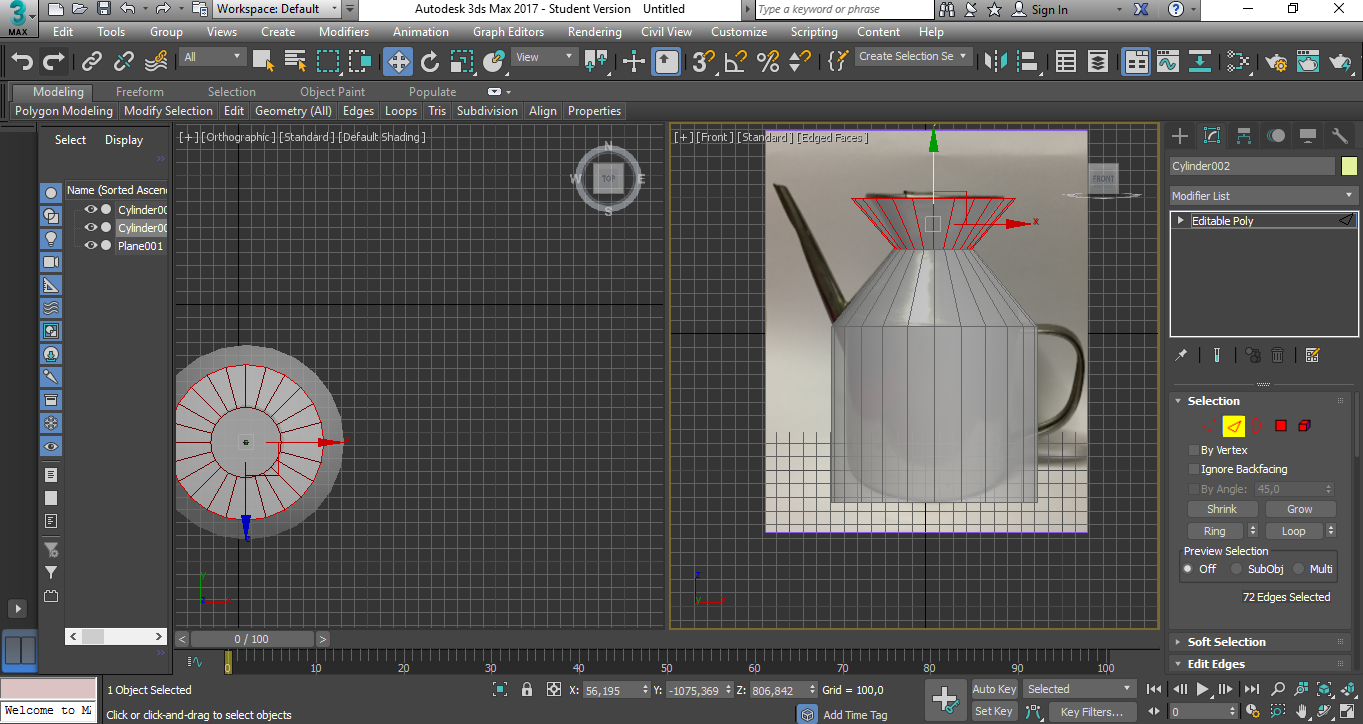 3 Workspace: Default Autodesk 3ds Max 2017 - Student Version Untitled Type a keyword or phrase Sign In
MAX Edit Tools Group Views Create Modifiers Animation Graph Editors Rendering Civil View Customize Scripting Content Help
All View 3 Create Selection Se
Modeling Freeform Selection Object Paint Populate
Polygon Modeling Modify Selection Edit Geometry (All) Edges Loops Tris Subdivision Align Properties
Select Display
[+] [Orthographic] [Standard] [Default Shading]
[+] [Front] [Standard] [Edged Faces]
N
W TOP E
S
FRONT
x
Name (Sorted Ascen
Cylinder00
Cylinder00
Plane001
Cylinder002
Modifier List
Editable Poly
Selection
By Vertex
Ignore Backfacing
By Angle: 45,0
Shrink Grow
Ring Loop
Preview Selection
Off SubObj Multi
72 Edges Selected
Soft Selection
Edit Edges
< 0 / 100 >
0 10 20 30 40 50 60 70 80 90 100
1 Object Selected X: 56,195 Y: -1075,369 Z: 806,842 Grid = 100,0 Auto Key Selected
Welcome to MA Click or click-and-drag to select objects Add Time Tag Set Key Key Filters... 0